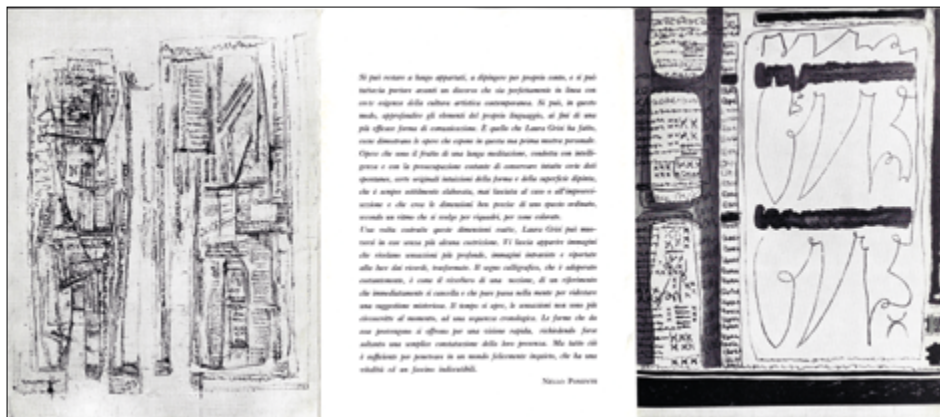 Si può restare a lungo appartati, a dipingere per proprio conto, e si può
tuttavia portare avanti un discorso che sia perfettamente in linea con
certe esigenze della cultura artistica contemporanea. Si può, in questo
modo, approfondire gli elementi del proprio linguaggio, ai fini di una
più efficace forma di comunicazione. È quello che Laura Grisi ha fatto,
come dimostrano le opere che espone in questa sua prima mostra personale.
Opere che sono il frutto di una lunga meditazione, condotta con intelli-
genza e con la preoccupazione costante di conservare intatte certe doti
spontanee, certe originali intuizioni della forma e della superficie dipinta,
che è sempre sottilmente elaborata, mai lasciata al caso o all'improvvi-
sazione e che crea le dimensioni ben precise di uno spazio ordinato,
secondo un ritmo che si svolge per riquadri, per zone colorate.
Una volta costruite queste dimensioni esatte, Laura Grisi può muo-
versi in esse senza più alcuna costrizione. Vi lascia apparire immagini
che rivelano sensazioni più profonde, immagini intraviste e riportate
alla luce dai ricordi, trasformate. Il segno calligrafico, che è adoperato
costantemente, è come il ricordo di una nozione, di un riferimento
che immediatamente si cancella e che pure passa nella mente per ridestare
una suggestione misteriosa. Il tempo si apre, le sensazioni non sono più
circoscritte al momento, ad una sequenza cronologica. Le forme che da
esse provengono si offrono per una visione rapida, richiedendo forse
soltanto una semplice constatazione della loro presenza. Ma tutto ciò
è sufficiente per penetrare in un mondo felicemente inquieto, che ha una
vitalità ed un fascino indiscutibili.
Nello Ponente